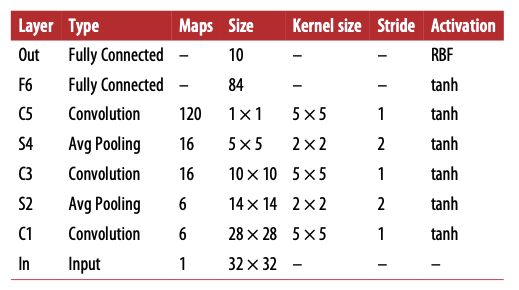 Layer Type Maps Size Kernel size Stride Activation
Out Fully Connected – 10 – – RBF
F6 Fully Connected – 84 – – tanh
C5 Convolution 120 1 × 1 5 × 5 1 tanh
S4 Avg Pooling 16 5 × 5 2 × 2 2 tanh
C3 Convolution 16 10 × 10 5 × 5 1 tanh
S2 Avg Pooling 6 14 × 14 2 × 2 2 tanh
C1 Convolution 6 28 × 28 5 × 5 1 tanh
In Input 1 32 × 32 – – –